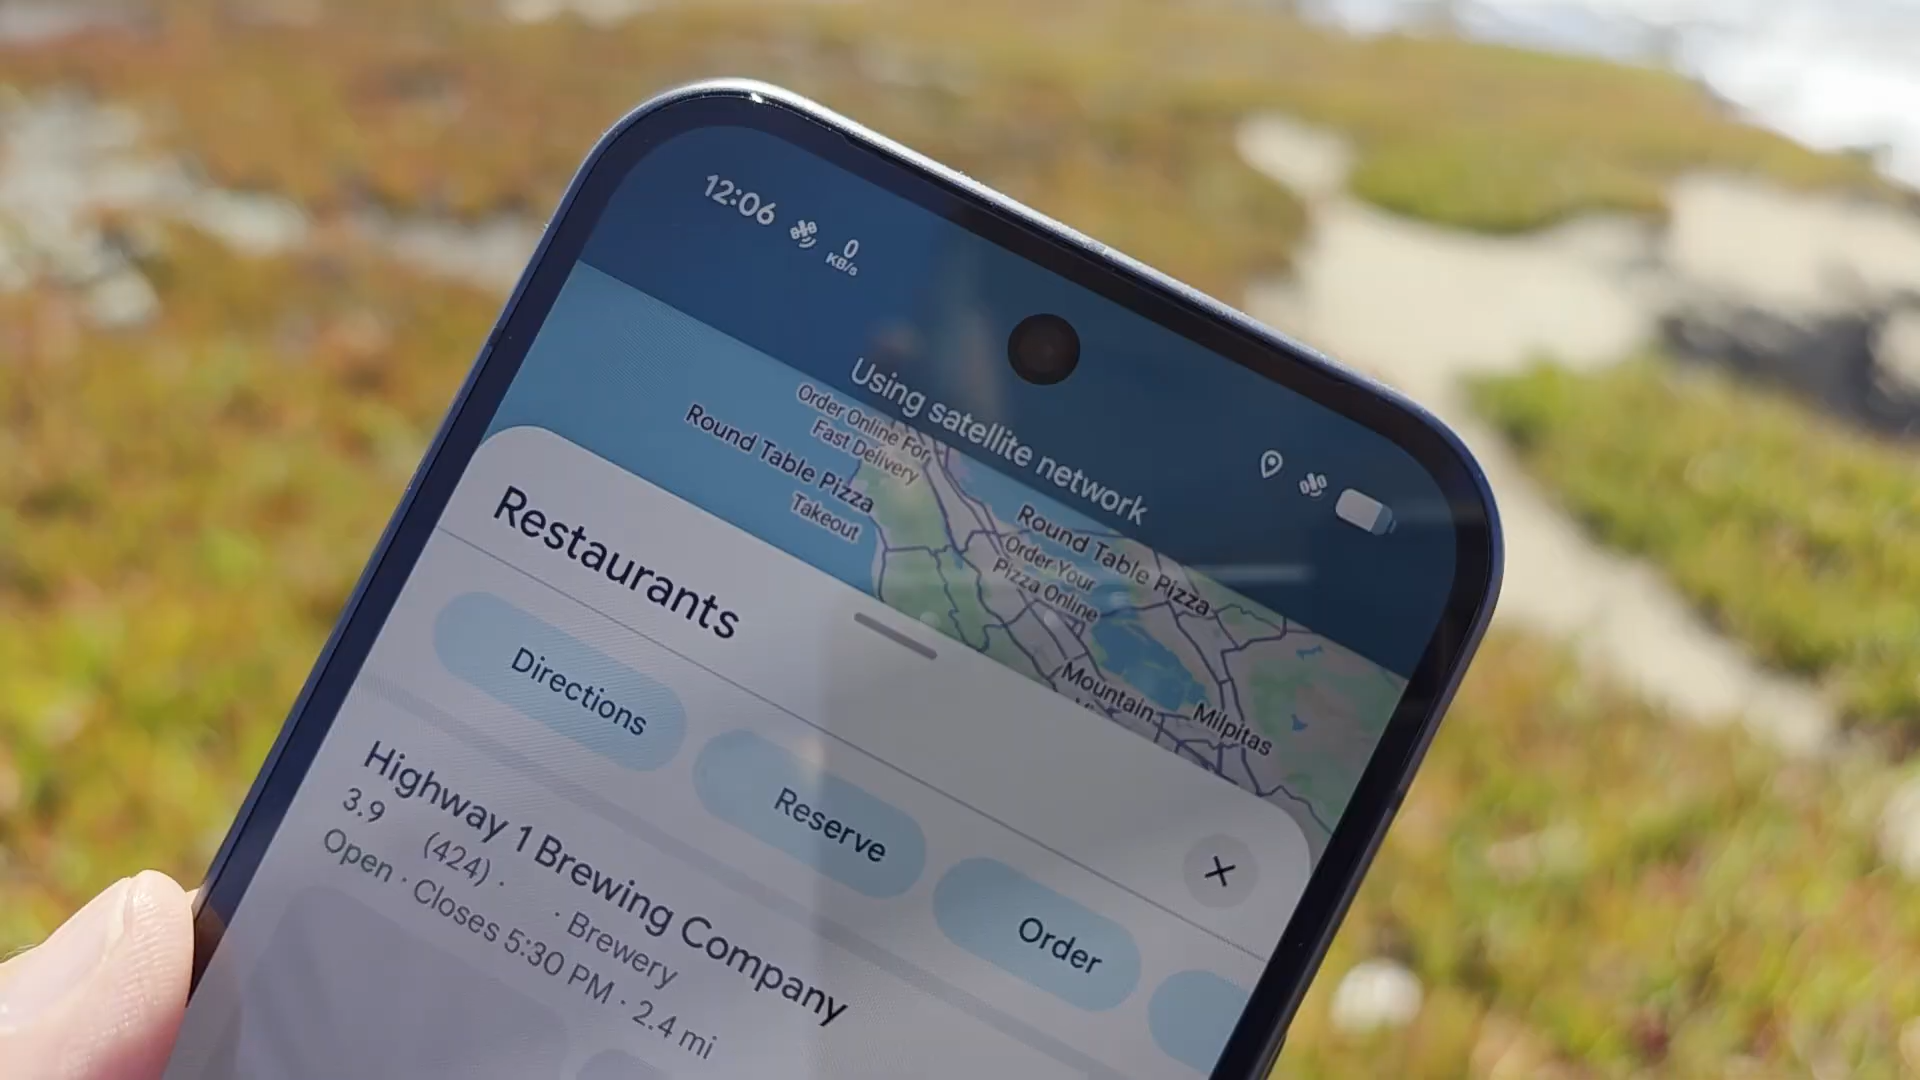 12:06
0
KB/s
Using satellite network
Order Online For
Fast Delivery
Round Table Pizza
Takeout
Round Table Pizza
Order Your
Pizza Online
Mountain
Milpitas
Restaurants
Directions
Reserve
Order
Highway 1 Brewing Company
3.9 (424) · · Brewery
Open · Closes 5:30 PM · 2.4 mi